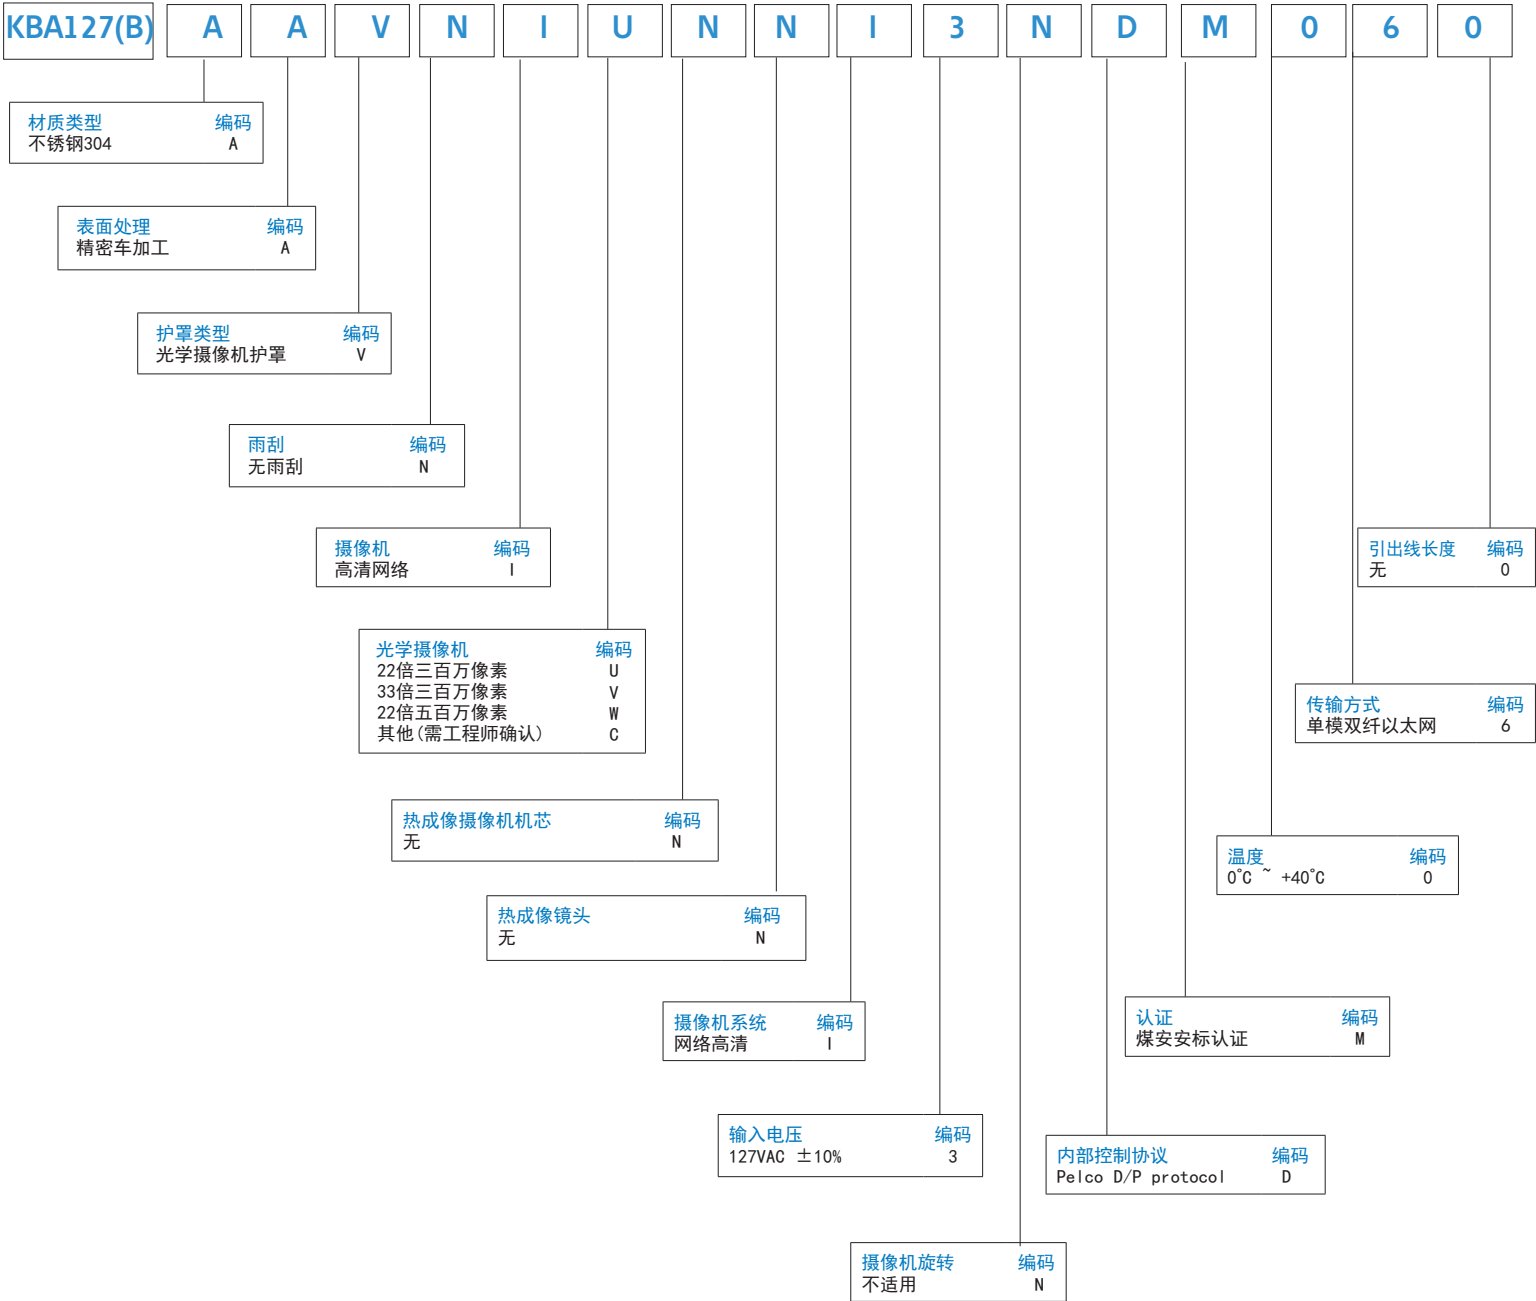 KBA127(B) A A V N I U N N I 3 N D M 0 6 0
材质类型 编码
不锈钢304 A
表面处理 编码
精密车加工 A
护罩类型 编码
光学摄像机护罩 V
雨刮 编码
无雨刮 N
摄像机 编码
高清网络 I
引出线长度 编码
无 0
光学摄像机 编码
22倍三百万像素 U
33倍三百万像素 V
22倍五百万像素 W
其他(需工程师确认) C
传输方式 编码
单模双纤以太网 6
热成像摄像机机芯 编码
无 N
温度 编码
0℃ ~ +40℃ 0
热成像镜头 编码
无 N
摄像机系统 编码
网络高清 I
认证 编码
煤安安标认证 M
输入电压 编码
127VAC ±10% 3
内部控制协议 编码
Pelco D/P protocol D
摄像机旋转 编码
不适用 N